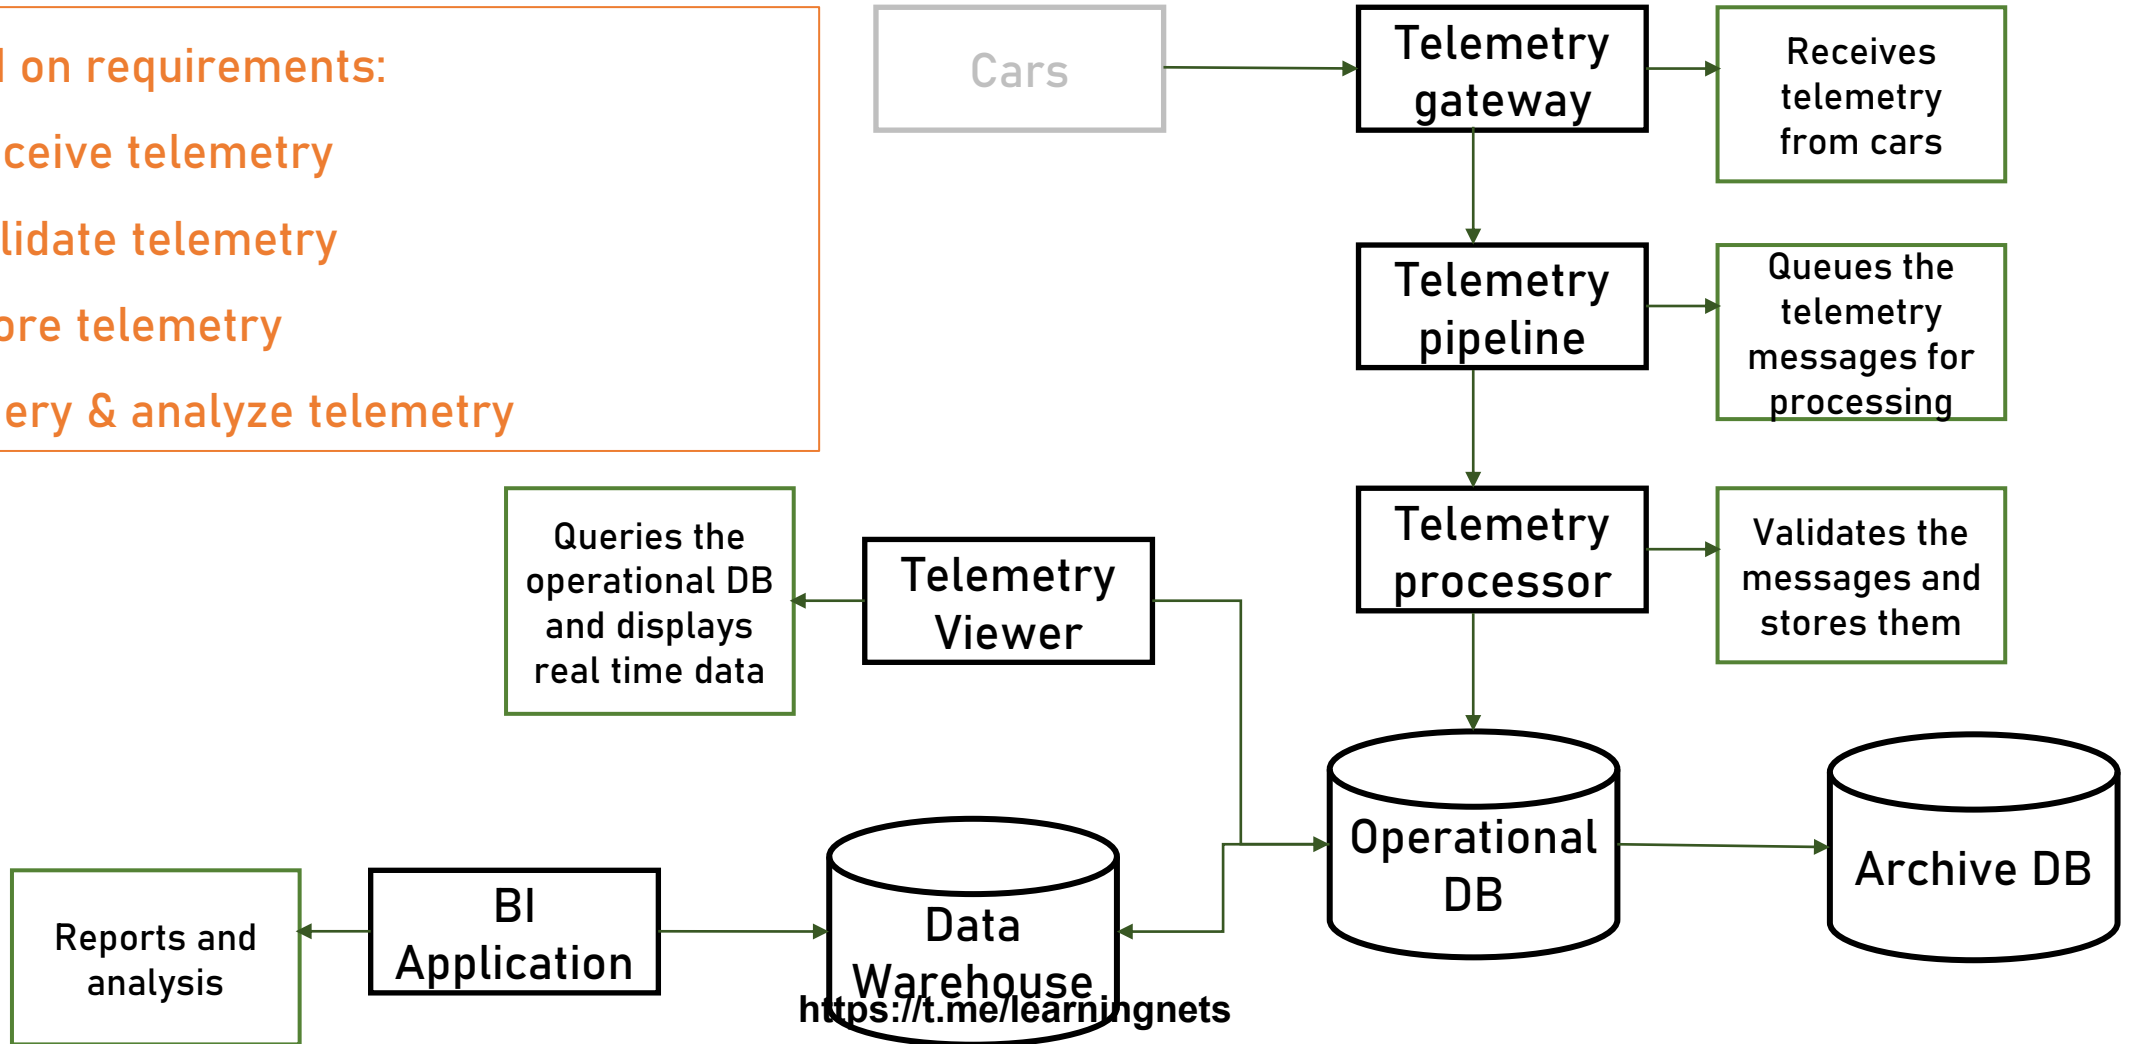 d on requirements:
ceive telemetry
lidate telemetry
ore telemetry
ery & analyze telemetry
Cars
Telemetry
gateway
Receives
telemetry
from cars
Telemetry
pipeline
Queues the
telemetry
messages for
processing
Telemetry
processor
Validates the
messages and
stores them
Queries the
operational DB
and displays
real time data
Telemetry
Viewer
Operational
DB
Archive DB
Reports and
analysis
BI
Application
Data
Warehouse
https://t.me/learningnets